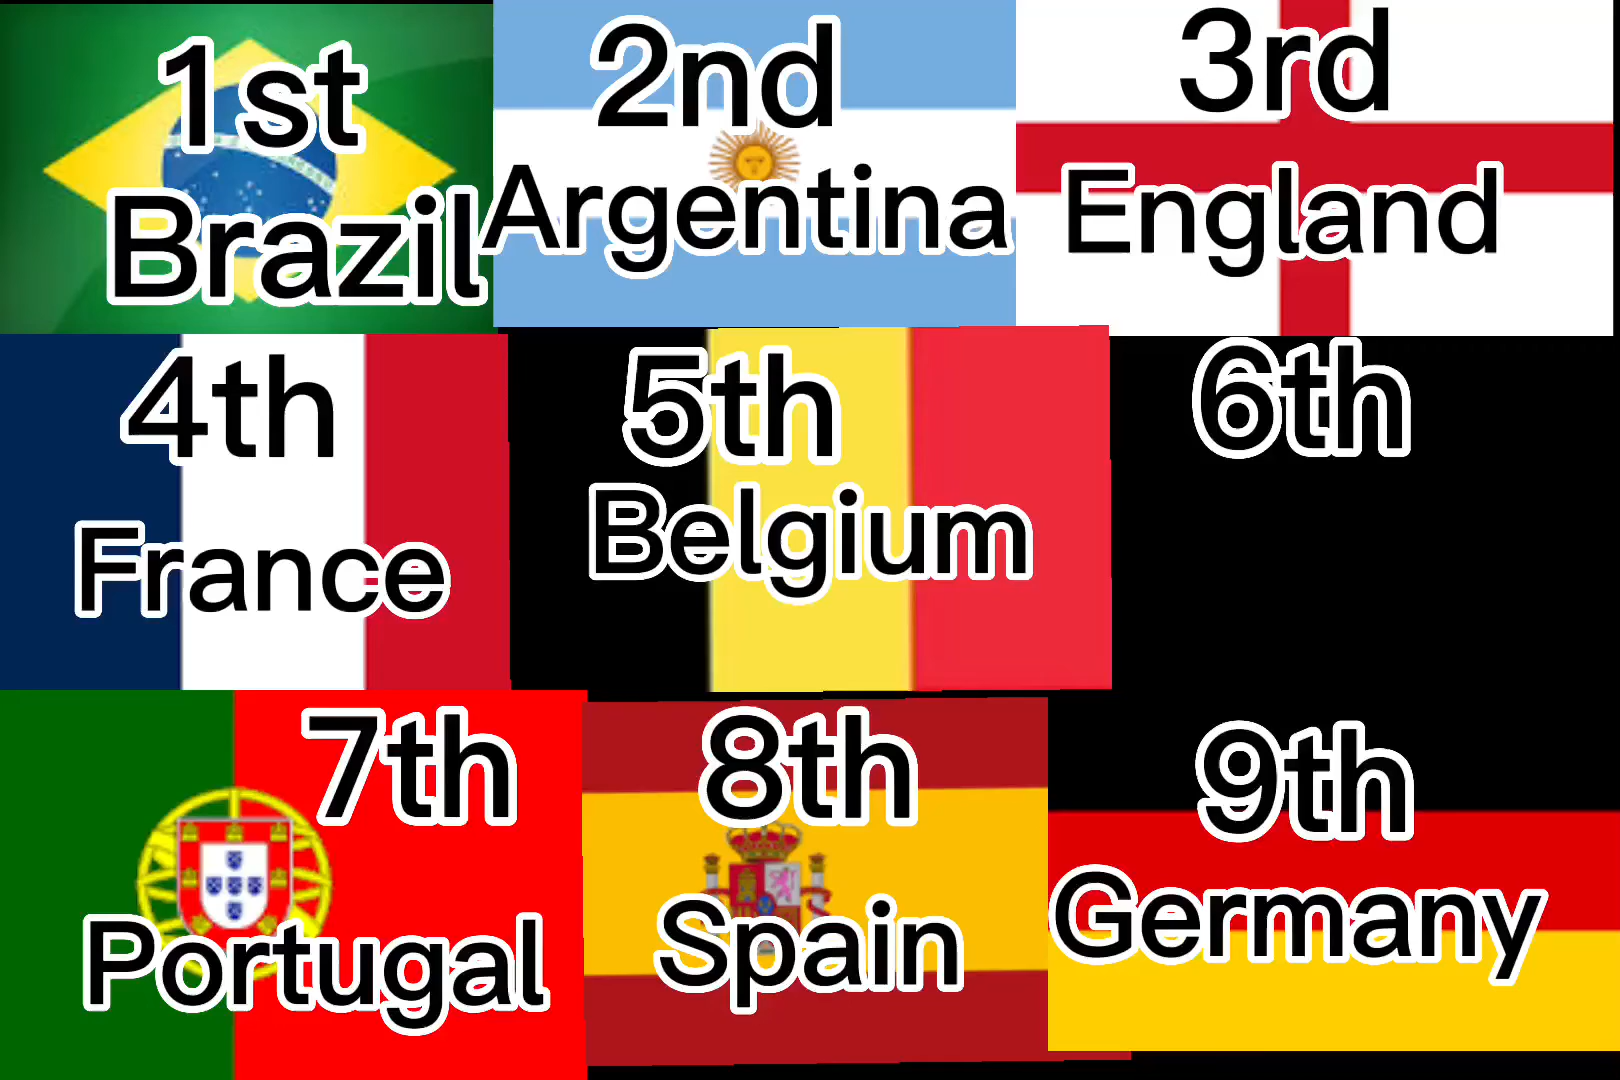 1st
Brazil
2nd
Argentina
3rd
England
4th
France
5th
Belgium
6th
7th
Portugal
8th
Spain
9th
Germany